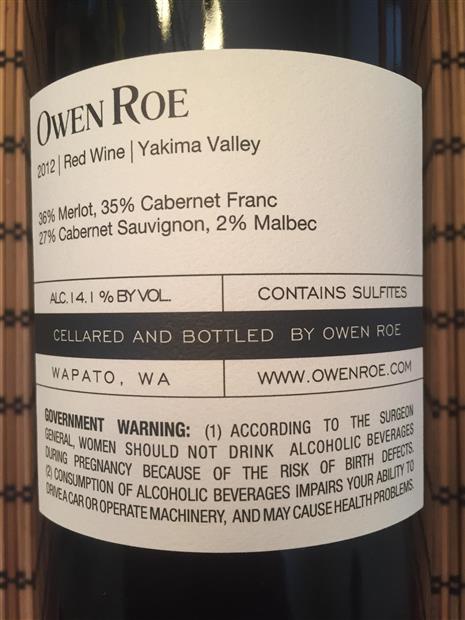 OWEN ROE
2012 | Red Wine | Yakima Valley
36% Merlot, 35% Cabernet Franc
27% Cabernet Sauvignon, 2% Malbec
ALC. 14.1 % BY VOL.
CONTAINS SULFITES
CELLARED AND BOTTLED BY OWEN ROE
WAPATO, WA
WWW.OWENROE.COM
GOVERNMENT WARNING: (1) ACCORDING TO THE SURGEON
GENERAL, WOMEN SHOULD NOT DRINK ALCOHOLIC BEVERAGES
DURING PREGNANCY BECAUSE OF THE RISK OF BIRTH DEFECTS.
(2) CONSUMPTION OF ALCOHOLIC BEVERAGES IMPAIRS YOUR ABILITY TO
DRIVE A CAR OR OPERATE MACHINERY, AND MAY CAUSE HEALTH PROBLEMS.